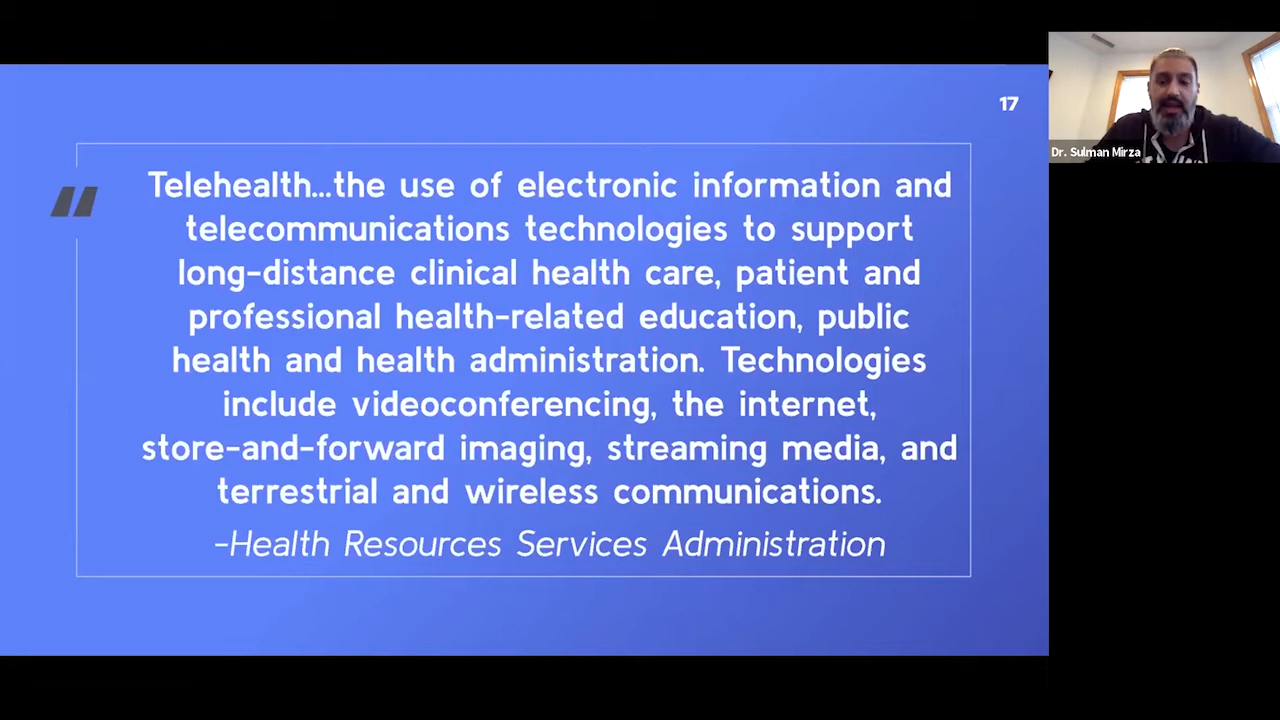 17
“
Telehealth...the use of electronic information and
telecommunications technologies to support
long-distance clinical health care, patient and
professional health-related education, public
health and health administration. Technologies
include videoconferencing, the internet,
store-and-forward imaging, streaming media, and
terrestrial and wireless communications.
-Health Resources Services Administration
Dr. Sulman Mirza